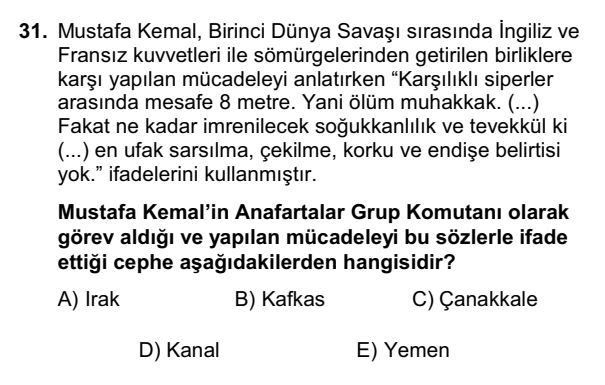 31. Mustafa Kemal, Birinci Dünya Savaşı sırasında İngiliz ve
Fransız kuvvetleri ile sömürgelerinden getirilen birliklere
karşı yapılan mücadeleyi anlatırken “Karşılıklı siperler
arasında mesafe 8 metre. Yani ölüm muhakkak. (...)
Fakat ne kadar imrenilecek soğukkanlılık ve tevekkül ki
(...) en ufak sarsılma, çekilme, korku ve endişe belirtisi
yok.” ifadelerini kullanmıştır.
Mustafa Kemal’in Anafartalar Grup Komutanı olarak
görev aldığı ve yapılan mücadeleyi bu sözlerle ifade
ettiği cephe aşağıdakilerden hangisidir?
A) Irak B) Kafkas C) Çanakkale
D) Kanal E) Yemen